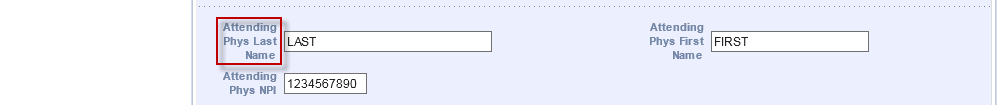 Attending
Phys Last
Name
LAST
Attending
Phys First
Name
FIRST
Attending
Phys NPI
1234567890